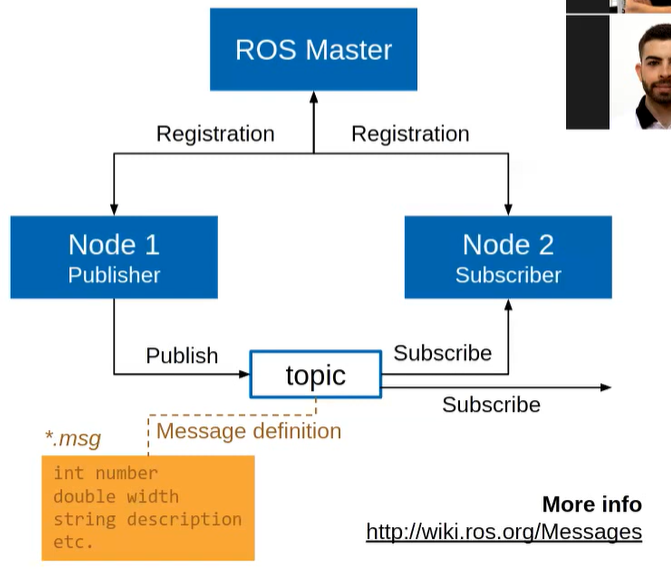 ROS Master
Registration
Registration
Node 1
Publisher
Node 2
Subscriber
Publish
topic
Subscribe
Subscribe
*.msg
Message definition
int number
double width
string description
etc.
More info
http://wiki.ros.org/Messages